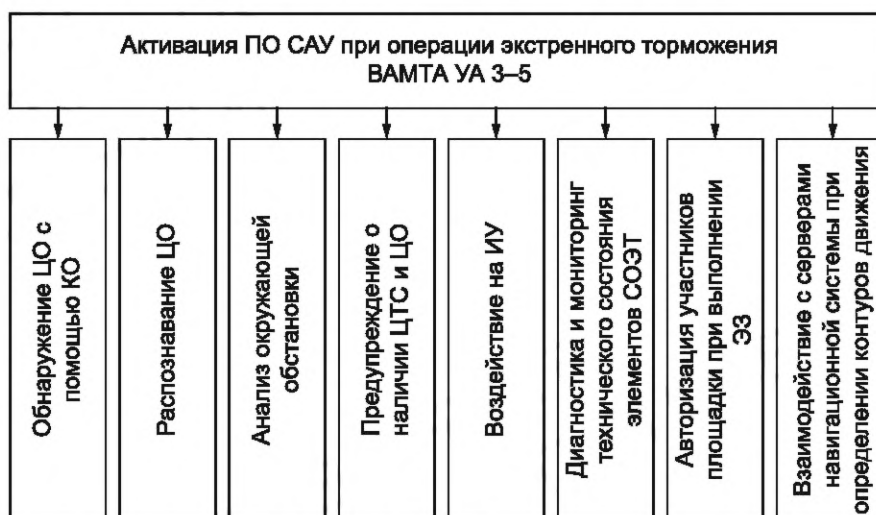 Активация ПО САУ при операции экстренного торможения
ВАМТА УА 3–5
Обнаружение ЦО с
помощью КО
Распознавание ЦО
Анализ окружающей
обстановки
Предупреждение о
наличии ЦТС и ЦО
Воздействие на ИУ
Диагностика и мониторинг
технического состояния
элементов СОЭТ
Авторизация участников
площадки при выполнении
ЭЗ
Взаимодействие с серверами
навигационной системы при
определении контуров движения